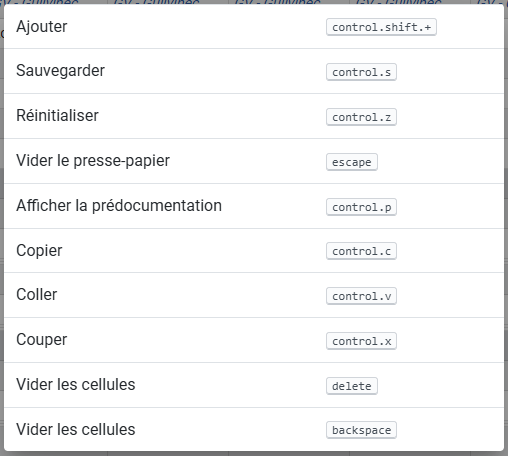 Ajouter control.shift.+
Sauvegarder control.s
Réinitialiser control.z
Vider le presse-papier escape
Afficher la prédocumentation control.p
Copier control.c
Coller control.v
Couper control.x
Vider les cellules delete
Vider les cellules backspace